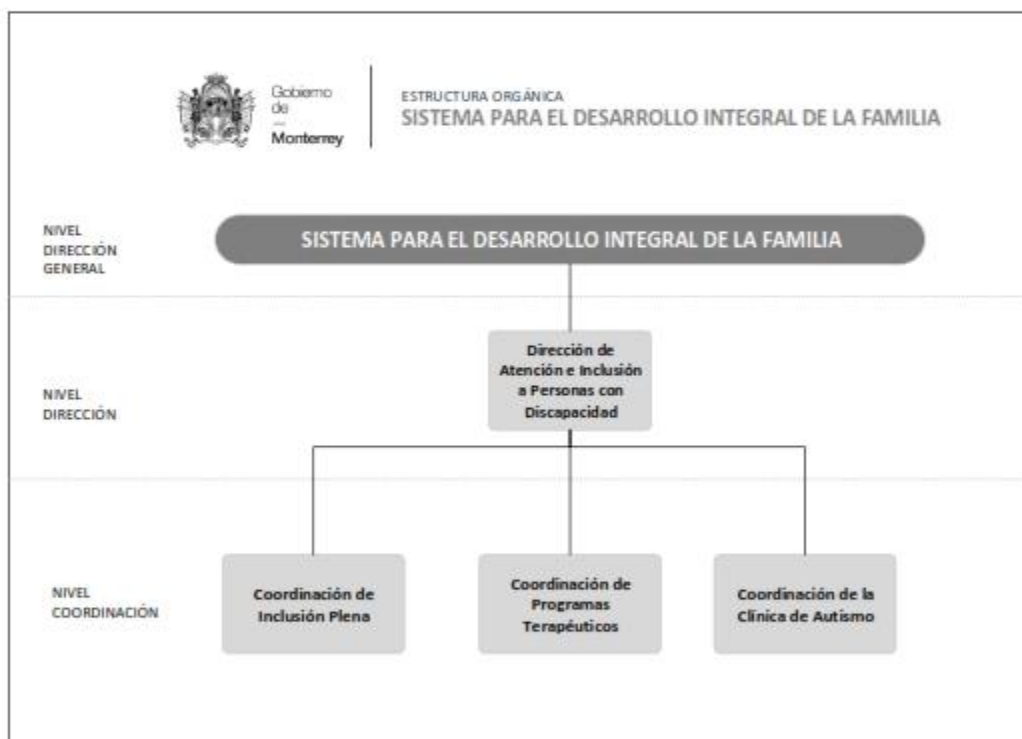 Gobierno
de
—
Monterrey
ESTRUCTURA ORGÁNICA
SISTEMA PARA EL DESARROLLO INTEGRAL DE LA FAMILIA
NIVEL
DIRECCIÓN
GENERAL
SISTEMA PARA EL DESARROLLO INTEGRAL DE LA FAMILIA
NIVEL
DIRECCIÓN
Dirección de
Atención e Inclusión
a Personas con
Discapacidad
NIVEL
COORDINACIÓN
Coordinación de
Inclusión Plena
Coordinación de
Programas
Terapéuticos
Coordinación de la
Clínica de Autismo